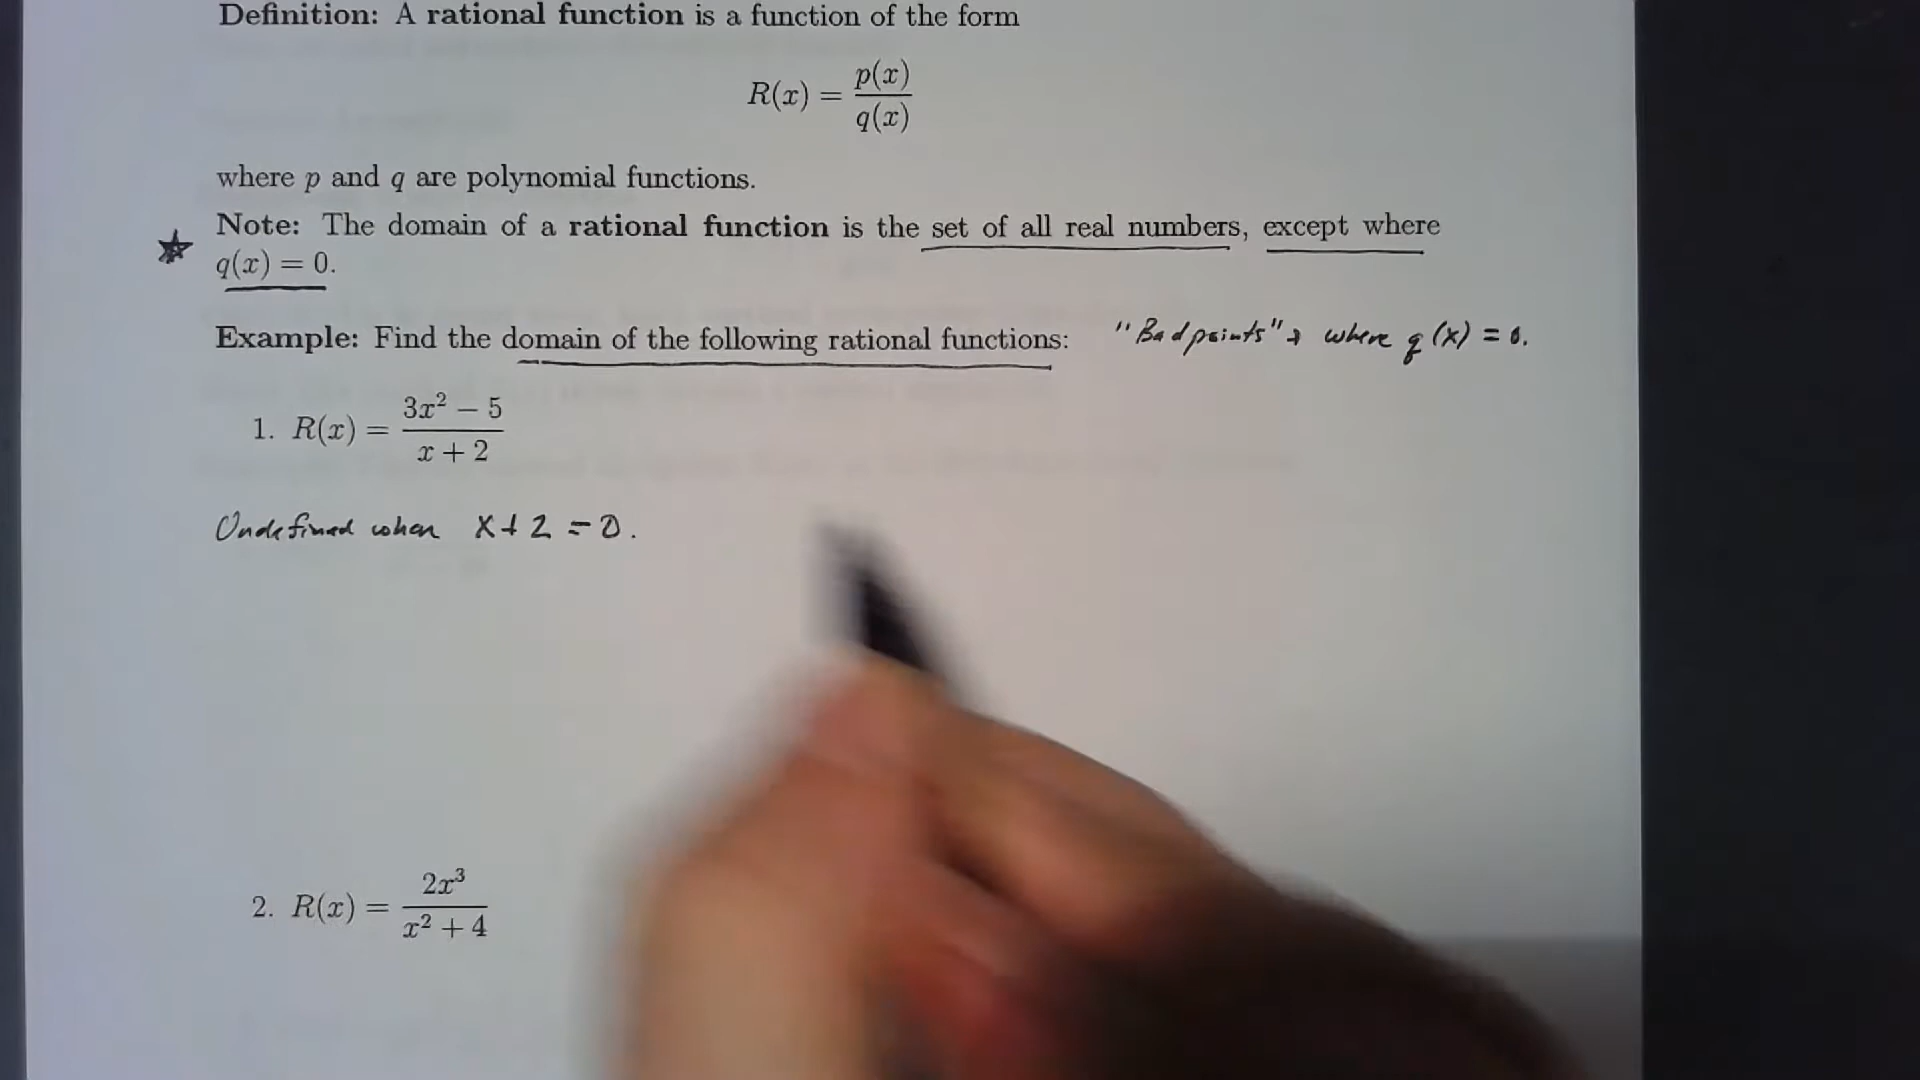 Definition: A rational function is a function of the form
R(x) = p(x)/q(x)
where p and q are polynomial functions.
Note: The domain of a rational function is the set of all real numbers, except where
q(x) = 0.
Example: Find the domain of the following rational functions: "Bad points" → where q(x) = 0.
1. R(x) = (3x² − 5)/(x + 2)
Undefined when x + 2 = 0.
2. R(x) = 2x³/(x² + 4)